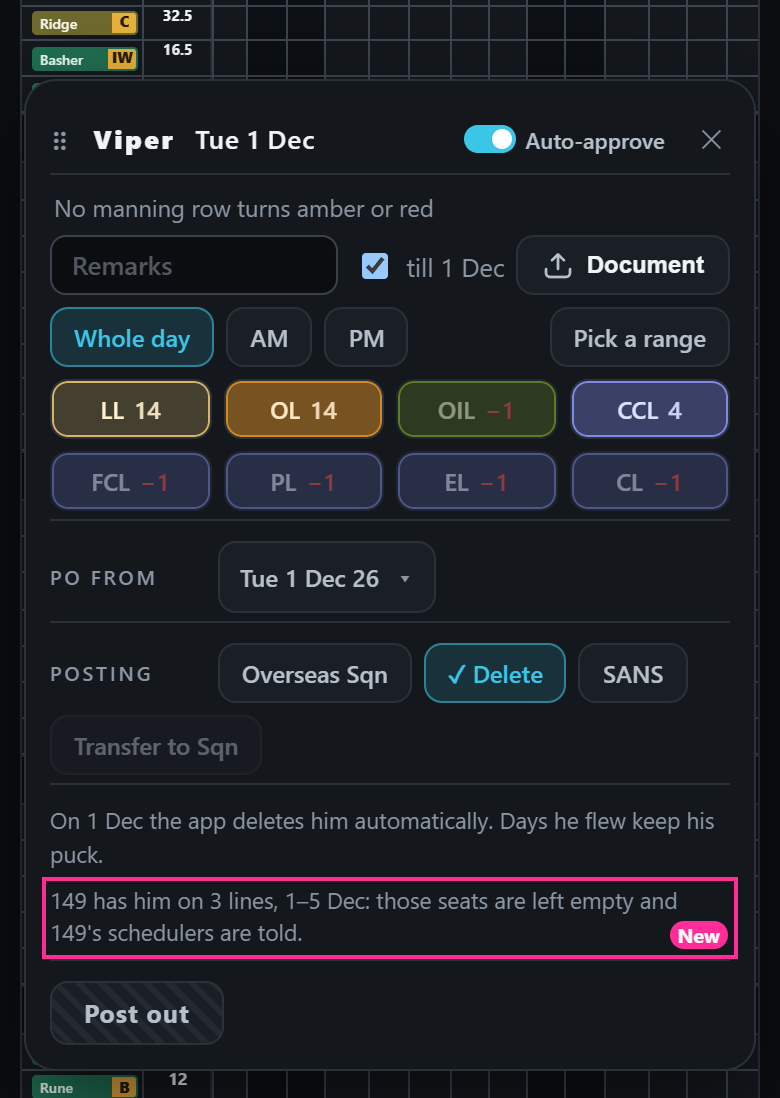 Ridge C 32.5
Basher IW 16.5
Viper Tue 1 Dec Auto-approve
No manning row turns amber or red
Remarks till 1 Dec Document
Whole day AM PM Pick a range
LL 14 OL 14 OIL −1 CCL 4
FCL −1 PL −1 EL −1 CL −1
PO FROM Tue 1 Dec 26
POSTING Overseas Sqn ✓ Delete SANS
Transfer to Sqn
On 1 Dec the app deletes him automatically. Days he flew keep his
puck.
149 has him on 3 lines, 1–5 Dec: those seats are left empty and
149's schedulers are told. New
Post out
Rune B 12